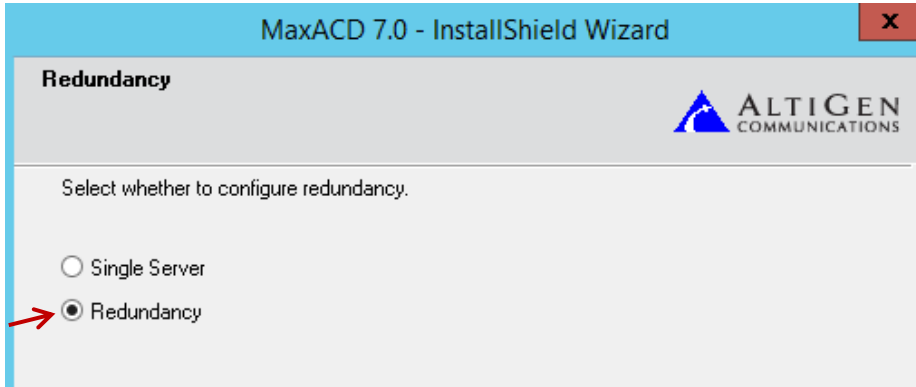 MaxACD 7.0 - InstallShield Wizard
x
Redundancy
ALTIGEN
COMMUNICATIONS
Select whether to configure redundancy.
Single Server
Redundancy